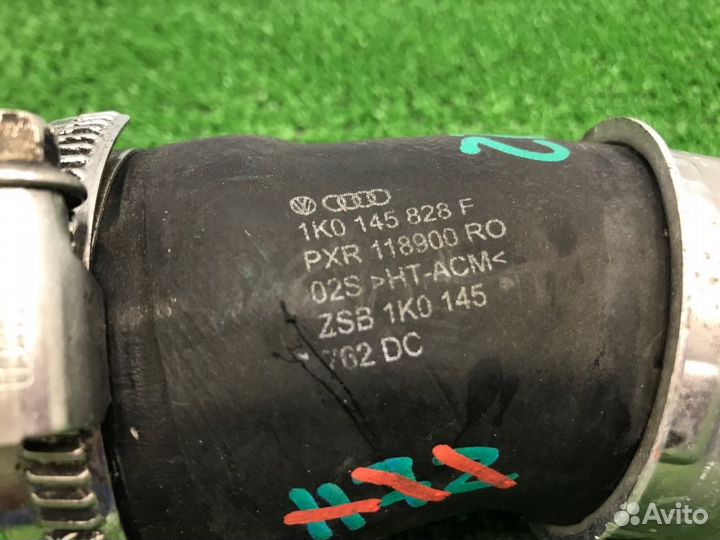 1K0 145 828 F
PXR 118900 RO
02S >HT-ACM<
ZSB 1K0 145
762 DC
Avito